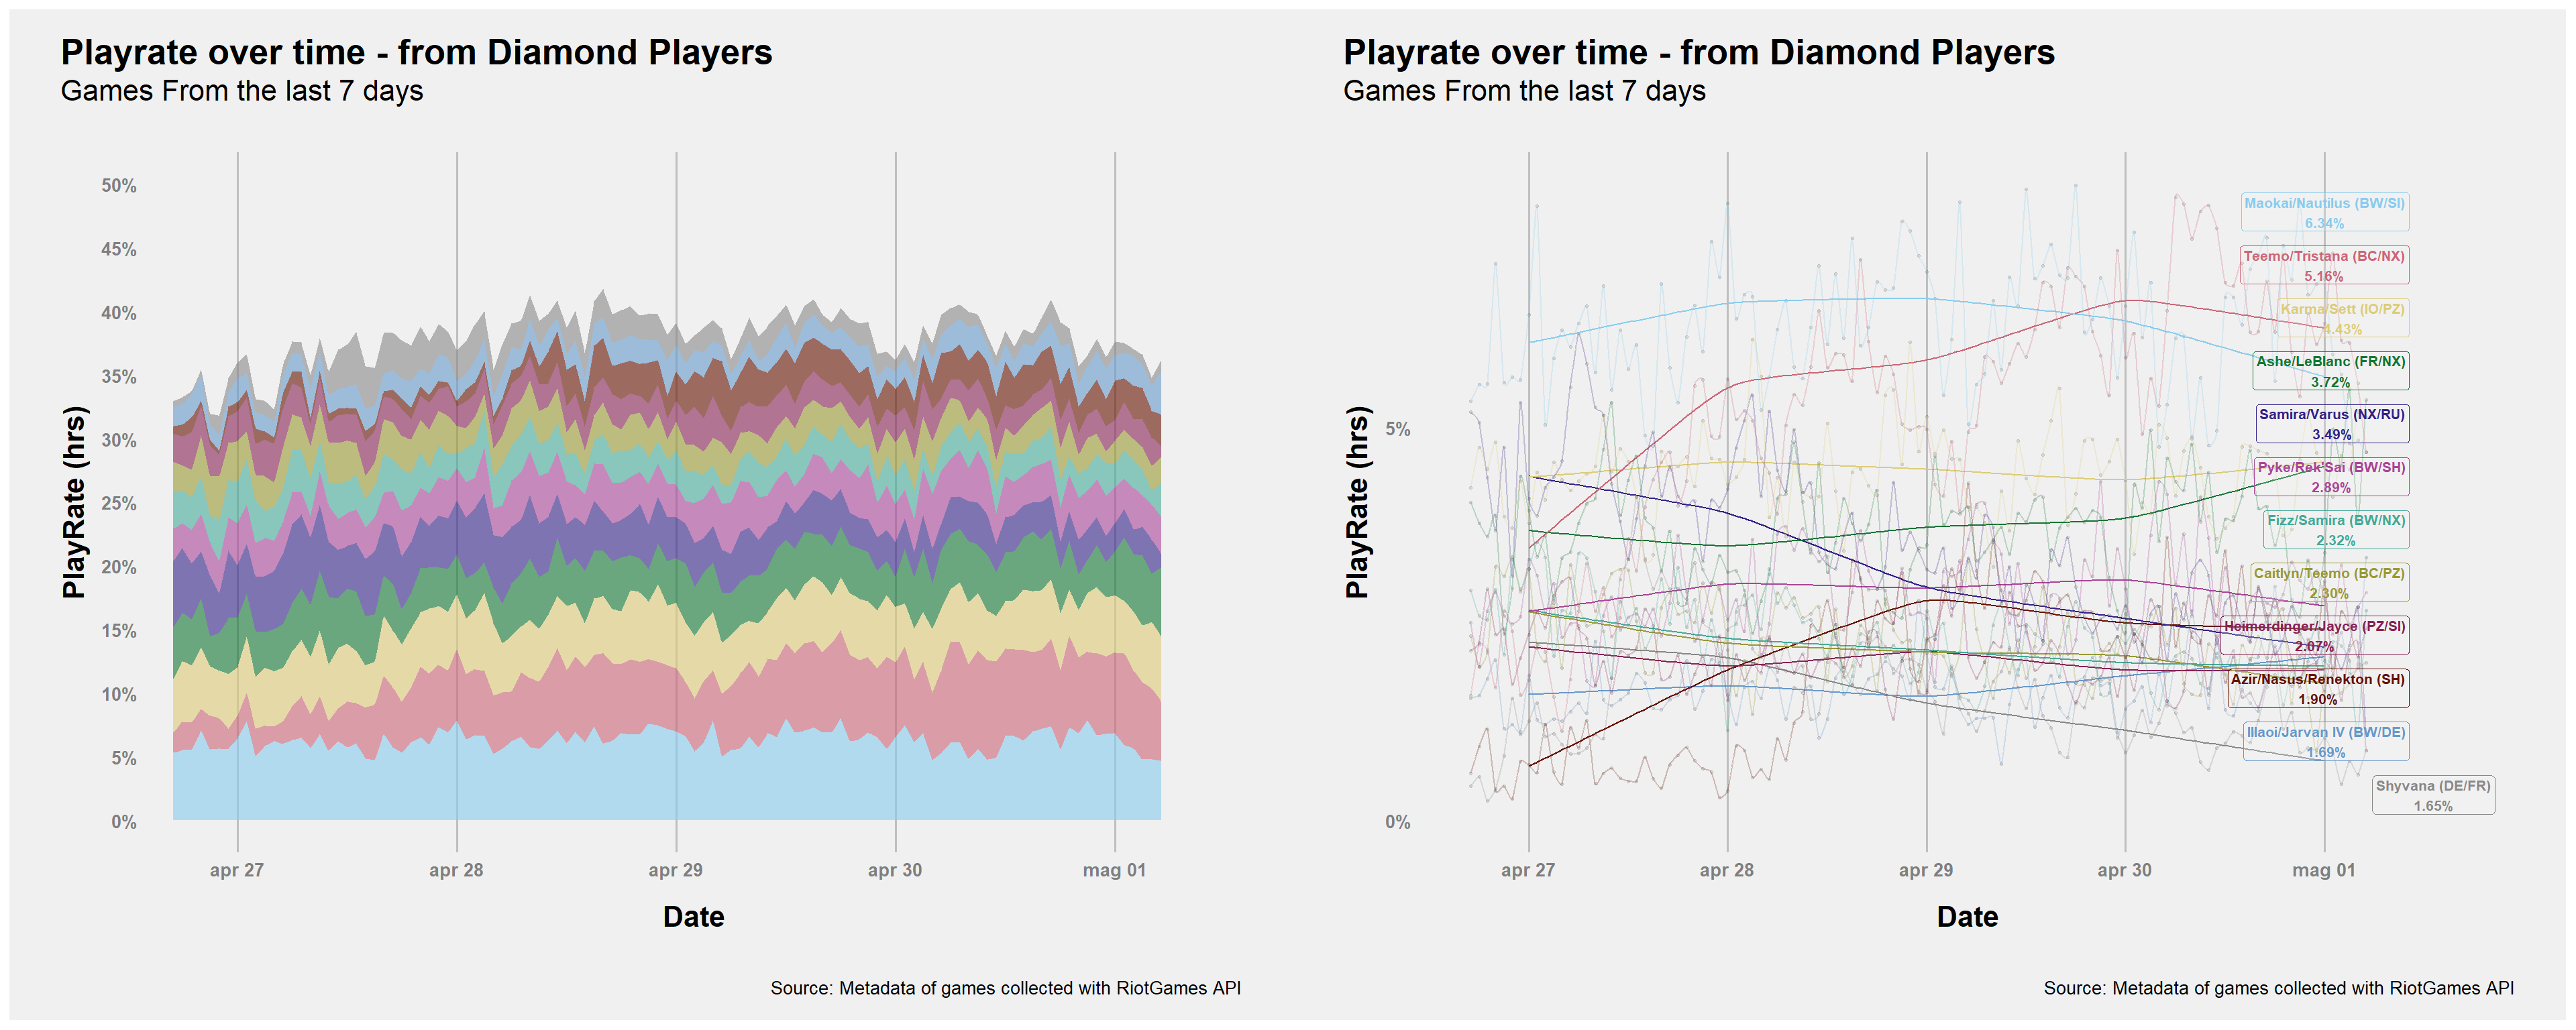 Playrate over time - from Diamond Players
Games From the last 7 days
PlayRate (hrs)
50%
45%
40%
35%
30%
25%
20%
15%
10%
5%
0%
apr 27
apr 28
apr 29
apr 30
mag 01
Date
Source: Metadata of games collected with RiotGames API
Playrate over time - from Diamond Players
Games From the last 7 days
PlayRate (hrs)
5%
0%
Maokai/Nautilus (BW/SI)
6.34%
Teemo/Tristana (BC/NX)
5.16%
Karma/Sett (IO/PZ)
4.43%
Ashe/LeBlanc (FR/NX)
3.72%
Samira/Varus (NX/RU)
3.49%
Pyke/Rek'Sai (BW/SH)
2.89%
Fizz/Samira (BW/NX)
2.32%
Caitlyn/Teemo (BC/PZ)
2.30%
Heimerdinger/Jayce (PZ/SI)
2.07%
Azir/Nasus/Renekton (SH)
1.90%
Illaoi/Jarvan IV (BW/DE)
1.69%
Shyvana (DE/FR)
1.65%
apr 27
apr 28
apr 29
apr 30
mag 01
Date
Source: Metadata of games collected with RiotGames API